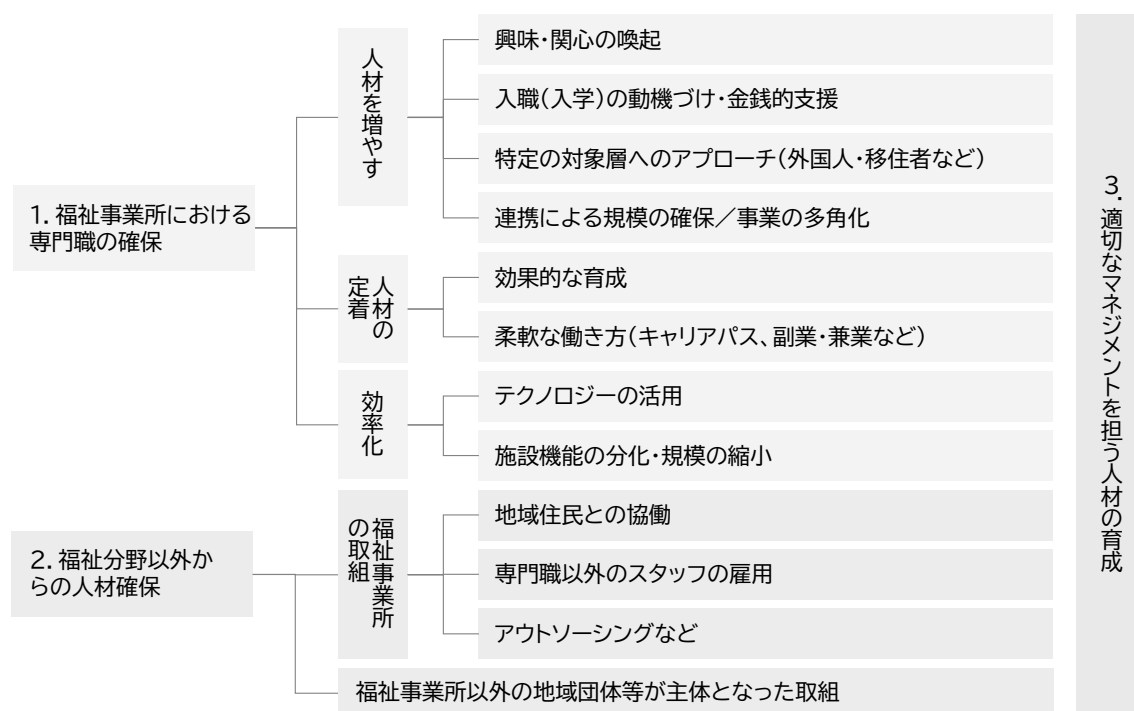 1. 福祉事業所における
専門職の確保
人材を増やす
興味・関心の喚起
入職(入学)の動機づけ・金銭的支援
特定の対象層へのアプローチ(外国人・移住者など)
連携による規模の確保／事業の多角化
人材の
定着
効果的な育成
柔軟な働き方(キャリアパス、副業・兼業など)
効率化
テクノロジーの活用
施設機能の分化・規模の縮小
2. 福祉分野以外か
らの人材確保
福祉事業所
の取組
地域住民との協働
専門職以外のスタッフの雇用
アウトソーシングなど
福祉事業所以外の地域団体等が主体となった取組
3. 適切なマネジメントを担う人材の育成